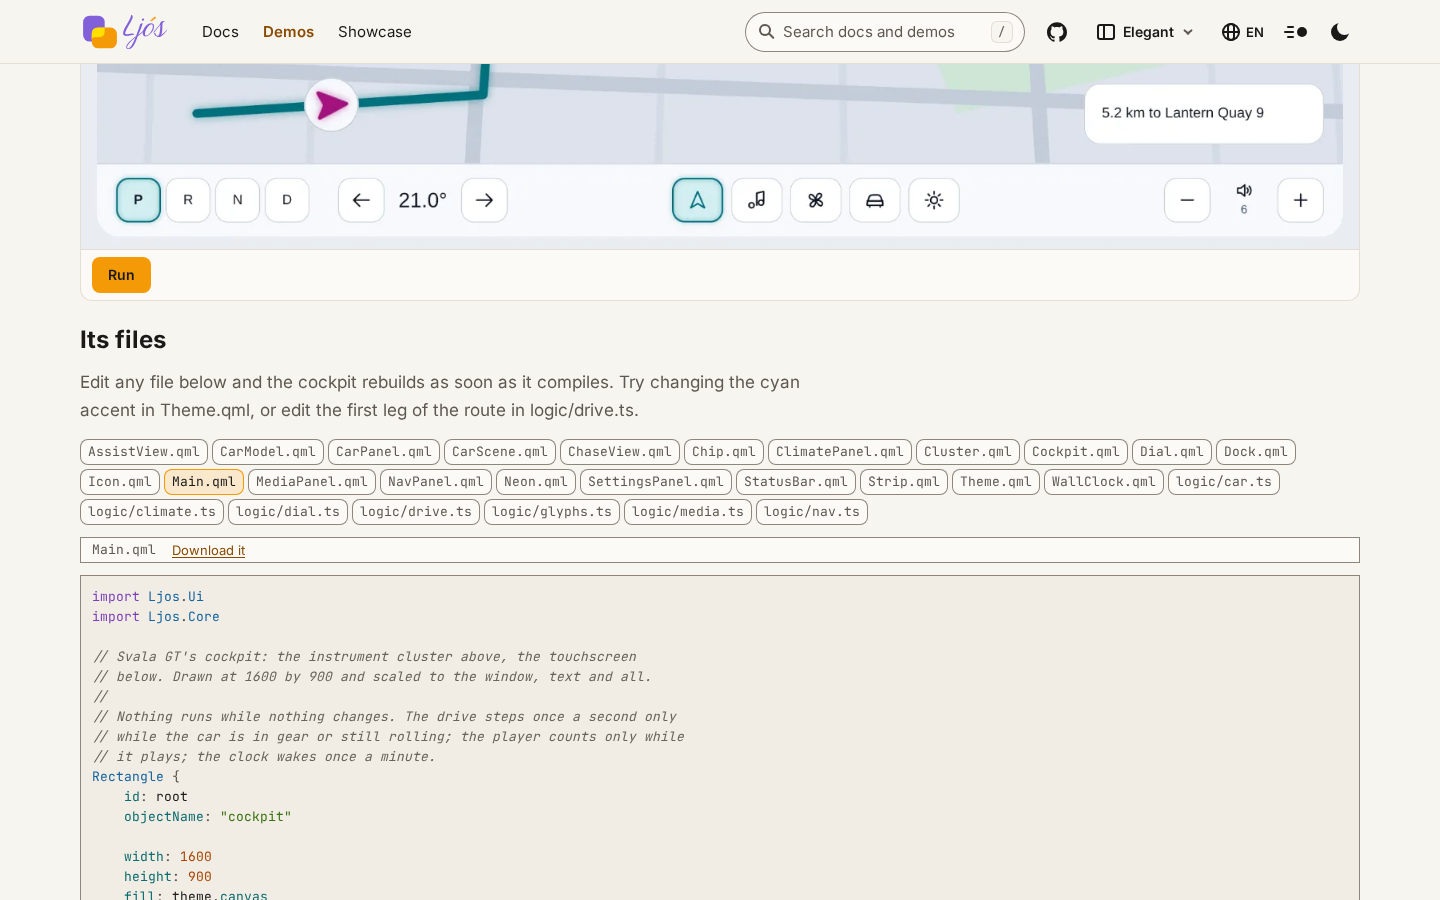 Ljós
Docs
Demos
Showcase
Search docs and demos
/
Elegant
EN
5.2 km to Lantern Quay 9
P
R
N
D
21.0°
6
Run
Its files
Edit any file below and the cockpit rebuilds as soon as it compiles. Try changing the cyan
accent in Theme.qml, or edit the first leg of the route in logic/drive.ts.
AssistView.qml CarModel.qml CarPanel.qml CarScene.qml ChaseView.qml Chip.qml ClimatePanel.qml Cluster.qml Cockpit.qml Dial.qml Dock.qml
Icon.qml Main.qml MediaPanel.qml NavPanel.qml Neon.qml SettingsPanel.qml StatusBar.qml Strip.qml Theme.qml WallClock.qml logic/car.ts
logic/climate.ts logic/dial.ts logic/drive.ts logic/glyphs.ts logic/media.ts logic/nav.ts
Main.qml Download it
import Ljos.Ui
import Ljos.Core
// Svala GT's cockpit: the instrument cluster above, the touchscreen
// below. Drawn at 1600 by 900 and scaled to the window, text and all.
//
// Nothing runs while nothing changes. The drive steps once a second only
// while the car is in gear or still rolling; the player counts only while
// it plays; the clock wakes once a minute.
Rectangle {
    id: root
    objectName: "cockpit"
    width: 1600
    height: 900
    fill: theme.canvas